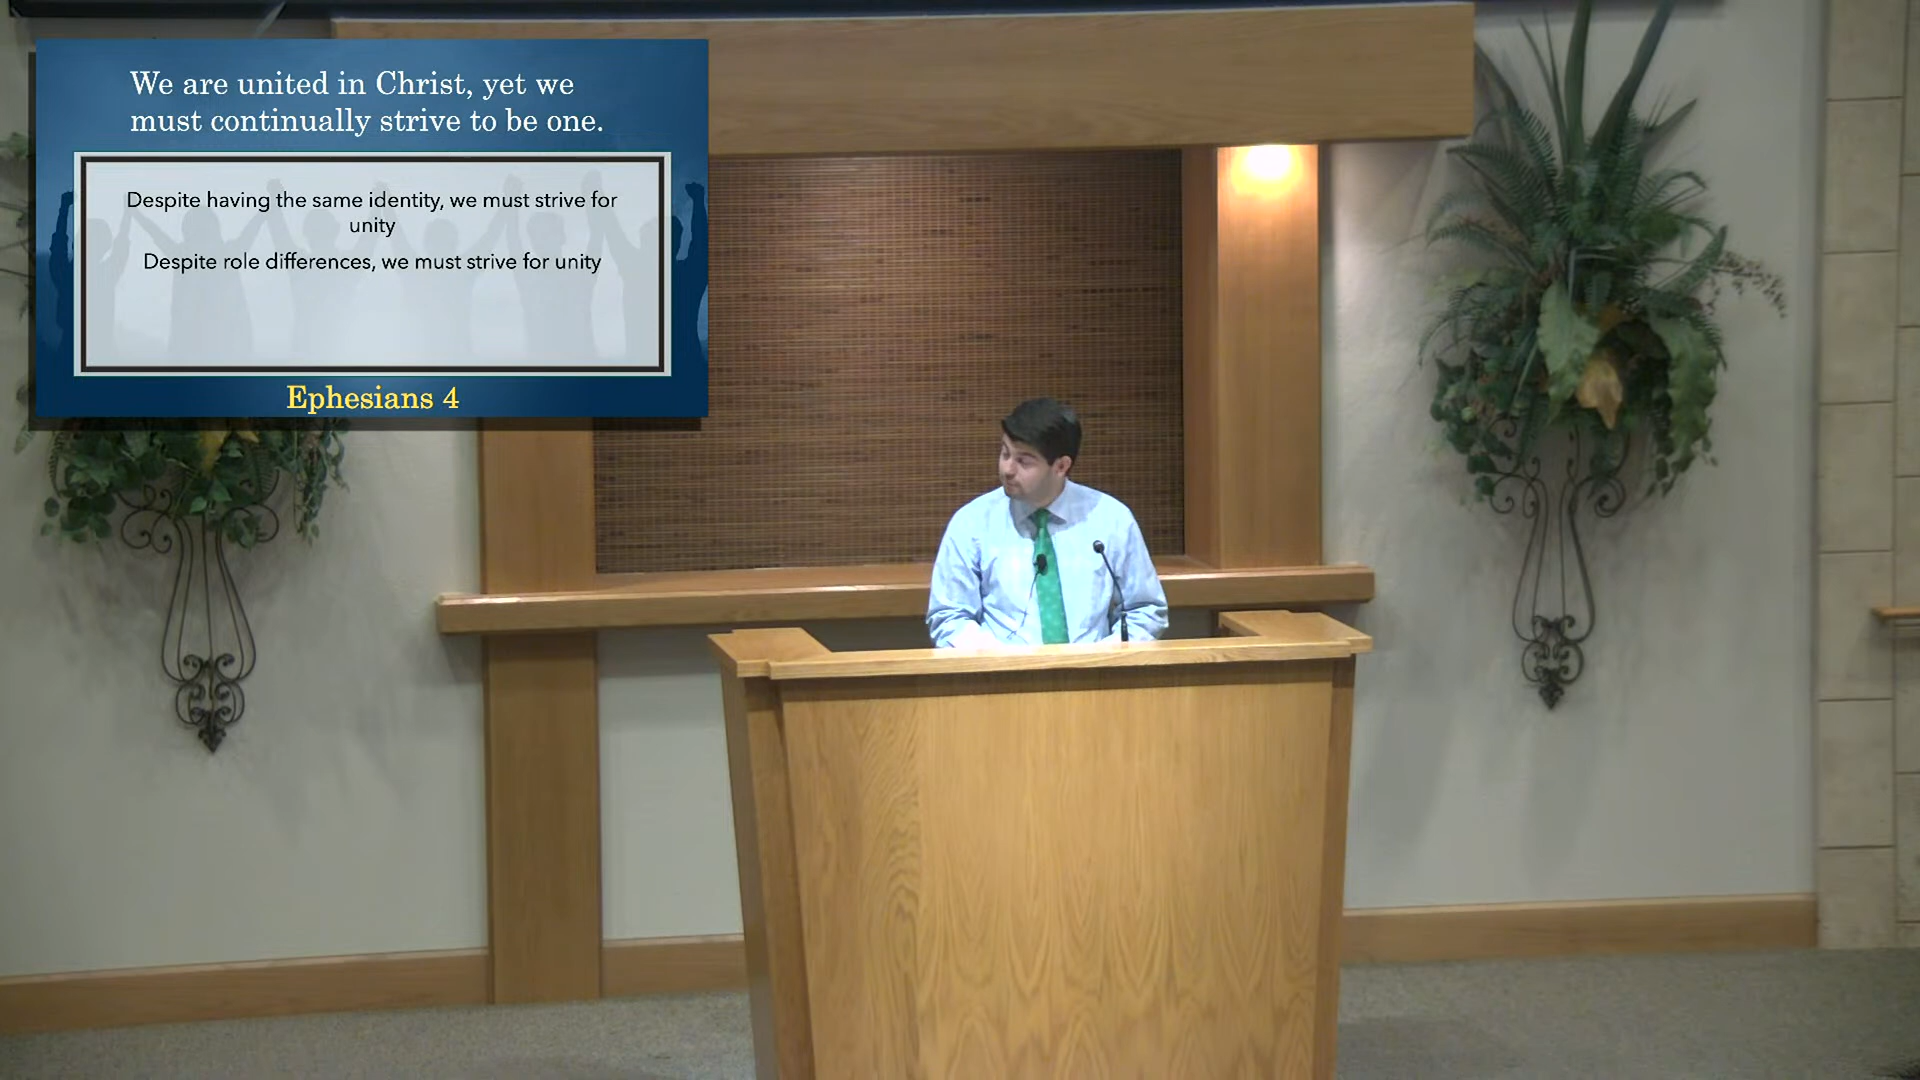 We are united in Christ, yet we
must continually strive to be one.
Despite having the same identity, we must strive for
unity
Despite role differences, we must strive for unity
Ephesians 4